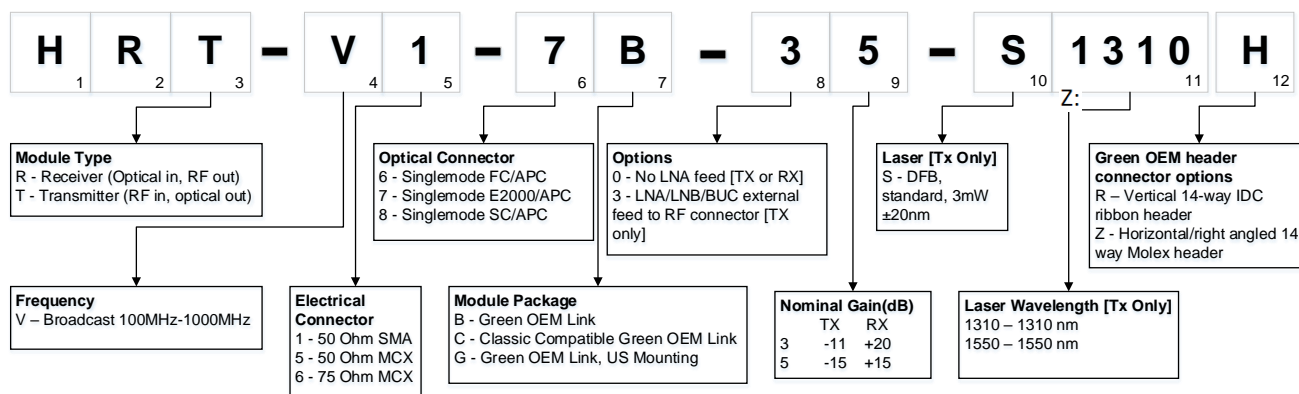 H R T - V 1 - 7 B - 3 5 - S 1310 H
1 2 3 4 5 6 7 8 9 10 11 12
Z:
Module Type
R - Receiver (Optical in, RF out)
T - Transmitter (RF in, optical out)
Optical Connector
6 - Singlemode FC/APC
7 - Singlemode E2000/APC
8 - Singlemode SC/APC
Options
0 - No LNA feed [TX or RX]
3 - LNA/LNB/BUC external
feed to RF connector [TX
only]
Laser [Tx Only]
S - DFB,
standard, 3mW
±20nm
Green OEM header
connector options
R – Vertical 14-way IDC
ribbon header
Z - Horizontal/right angled 14
way Molex header
Frequency
V – Broadcast 100MHz-1000MHz
Electrical
Connector
1 - 50 Ohm SMA
5 - 50 Ohm MCX
6 - 75 Ohm MCX
Module Package
B - Green OEM Link
C - Classic Compatible Green OEM Link
G - Green OEM Link, US Mounting
Nominal Gain(dB)
TX RX
3 -11 +20
5 -15 +15
Laser Wavelength [Tx Only]
1310 – 1310 nm
1550 – 1550 nm